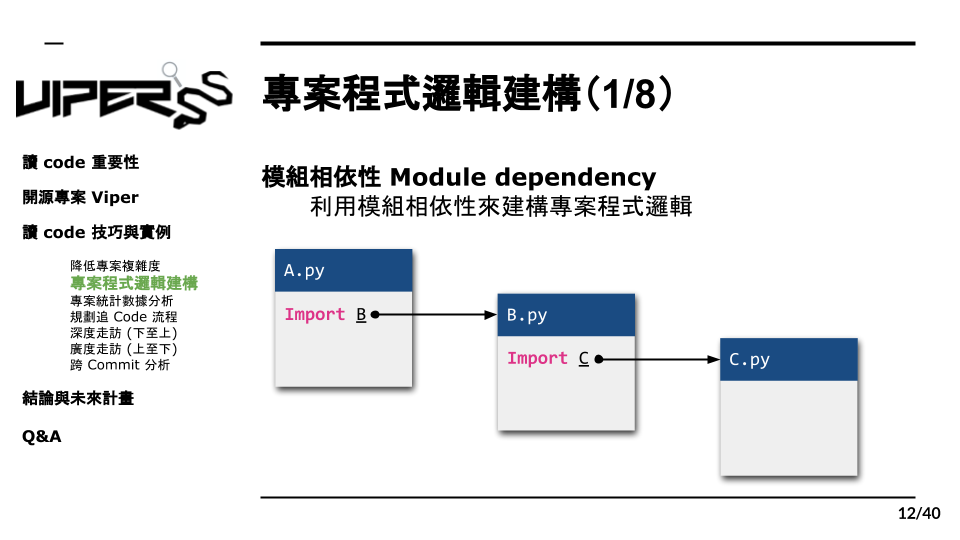 VIPER
專案程式邏輯建構（1/8）
讀 code 重要性
開源專案 Viper
讀 code 技巧與實例
降低專案複雜度
專案程式邏輯建構
專案統計數據分析
規劃追 Code 流程
深度走訪 (下至上)
廣度走訪 (上至下)
跨 Commit 分析
結論與未來計畫
Q&A
模組相依性 Module dependency
利用模組相依性來建構專案程式邏輯
A.py
Import B
B.py
Import C
C.py
12/40